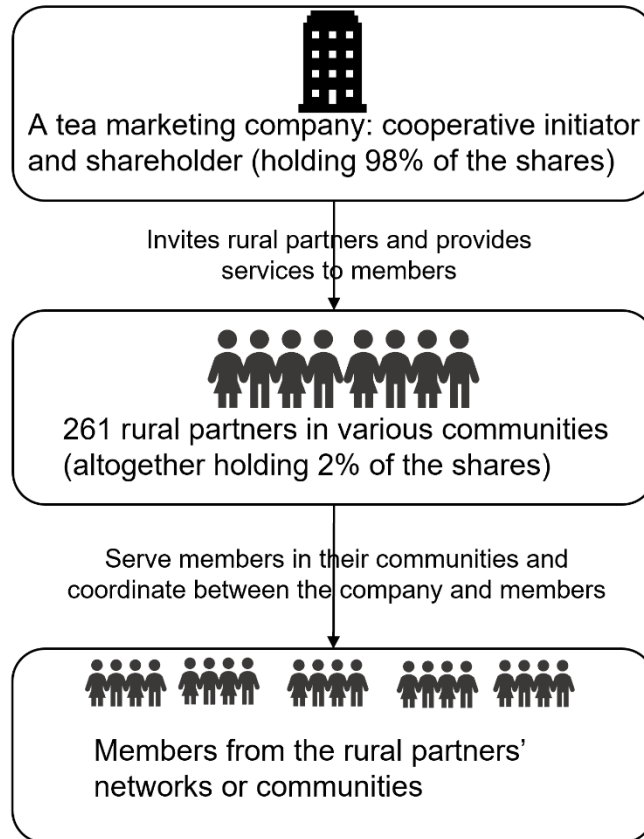 A tea marketing company: cooperative initiator
and shareholder (holding 98% of the shares)
Invites rural partners and provides
services to members
261 rural partners in various communities
(altogether holding 2% of the shares)
Serve members in their communities and
coordinate between the company and members
Members from the rural partners'
networks or communities